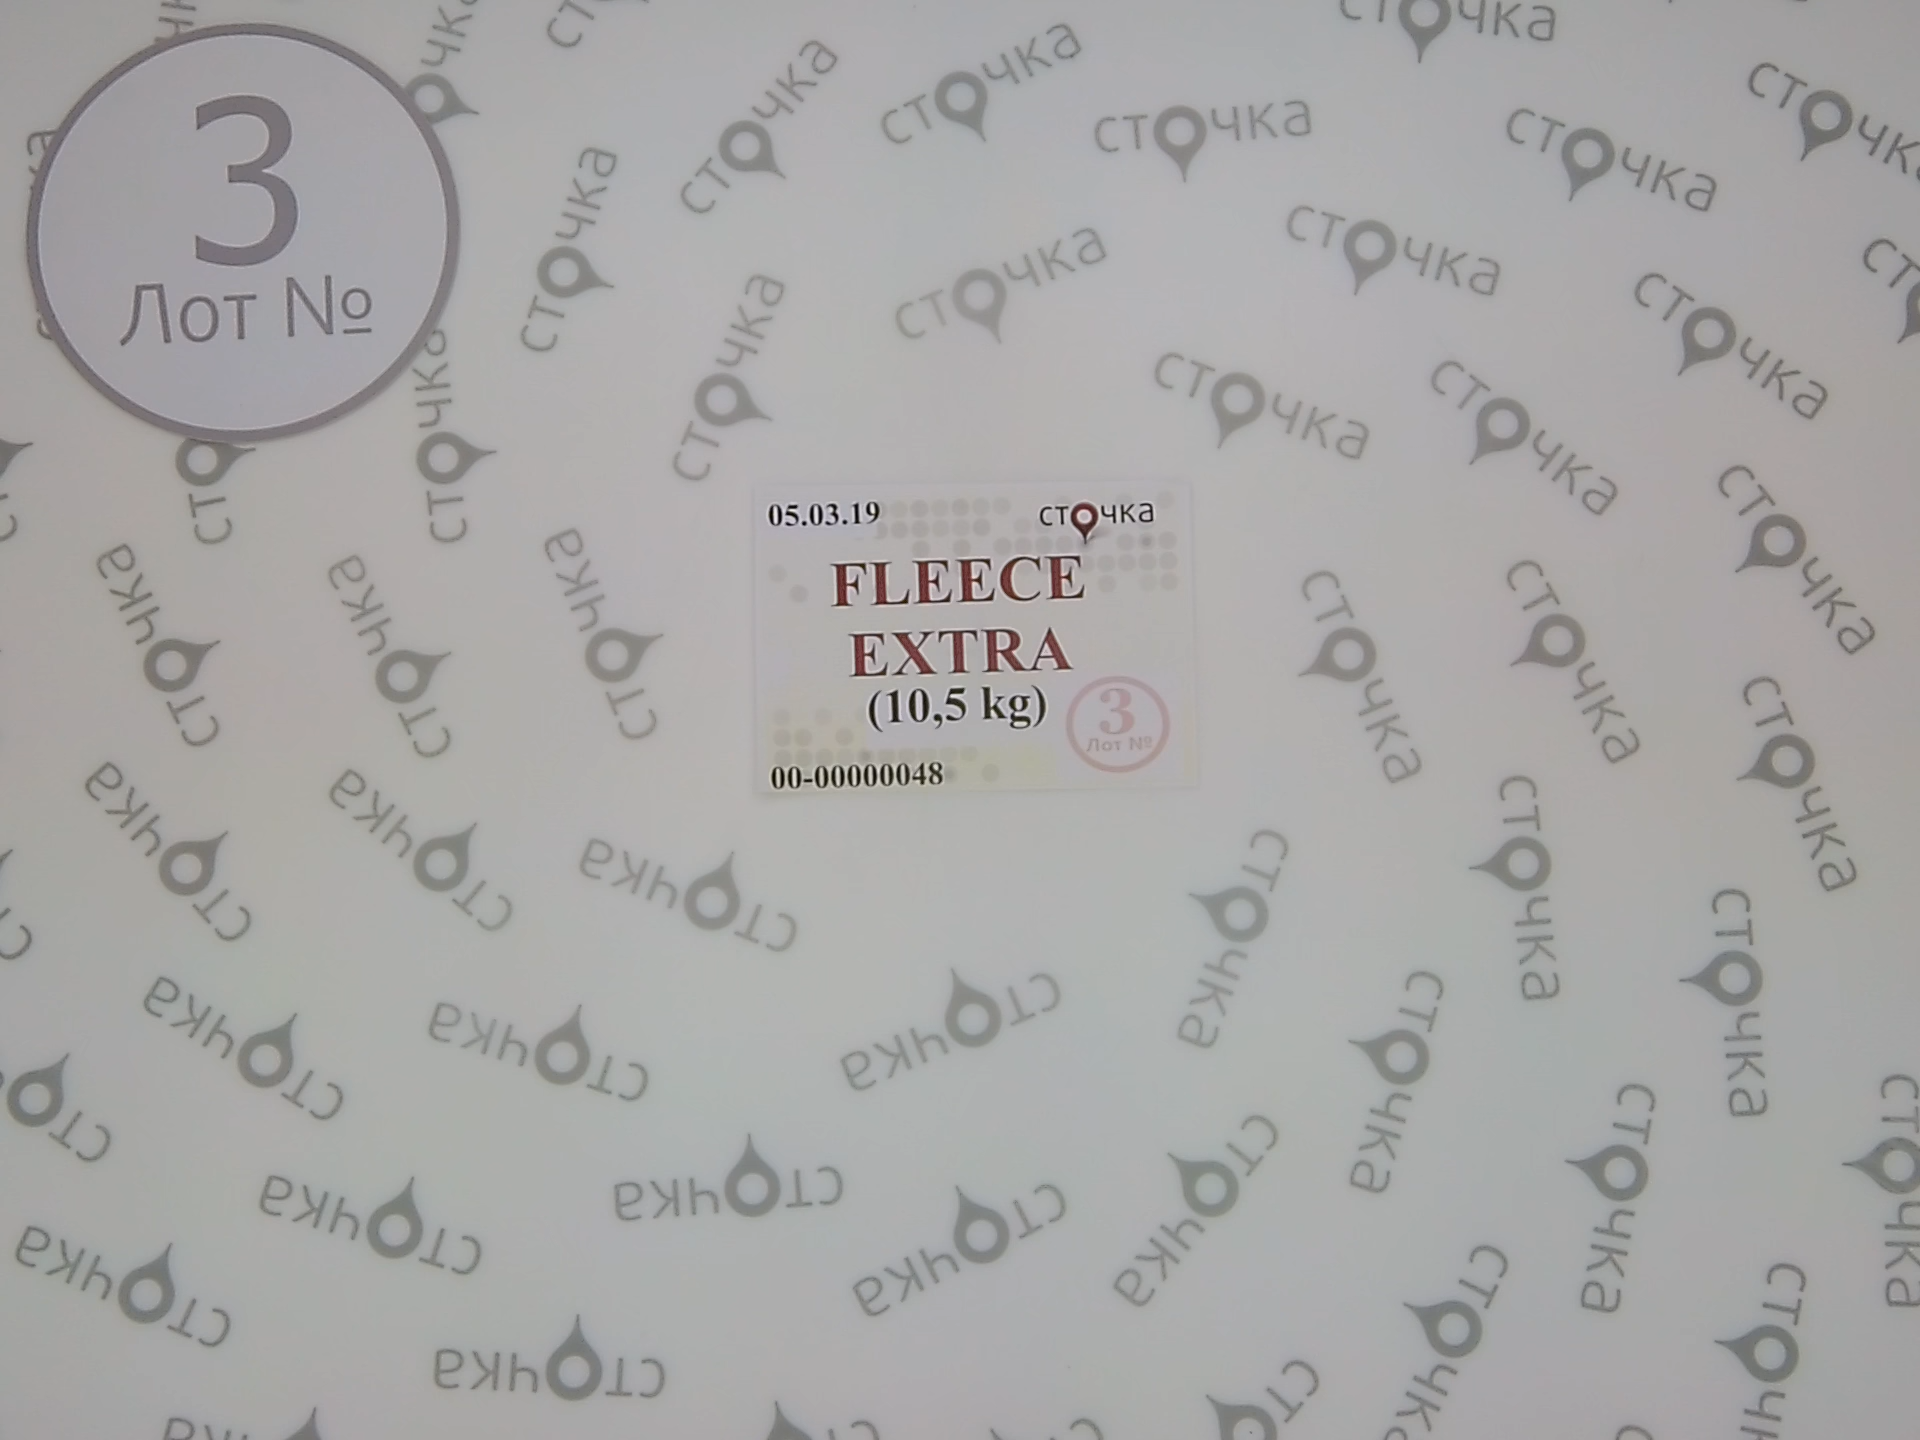 3
Лот №
05.03.19
сточка
FLEECE
EXTRA
(10,5 kg)
3
Лот №
00-00000048
сточка